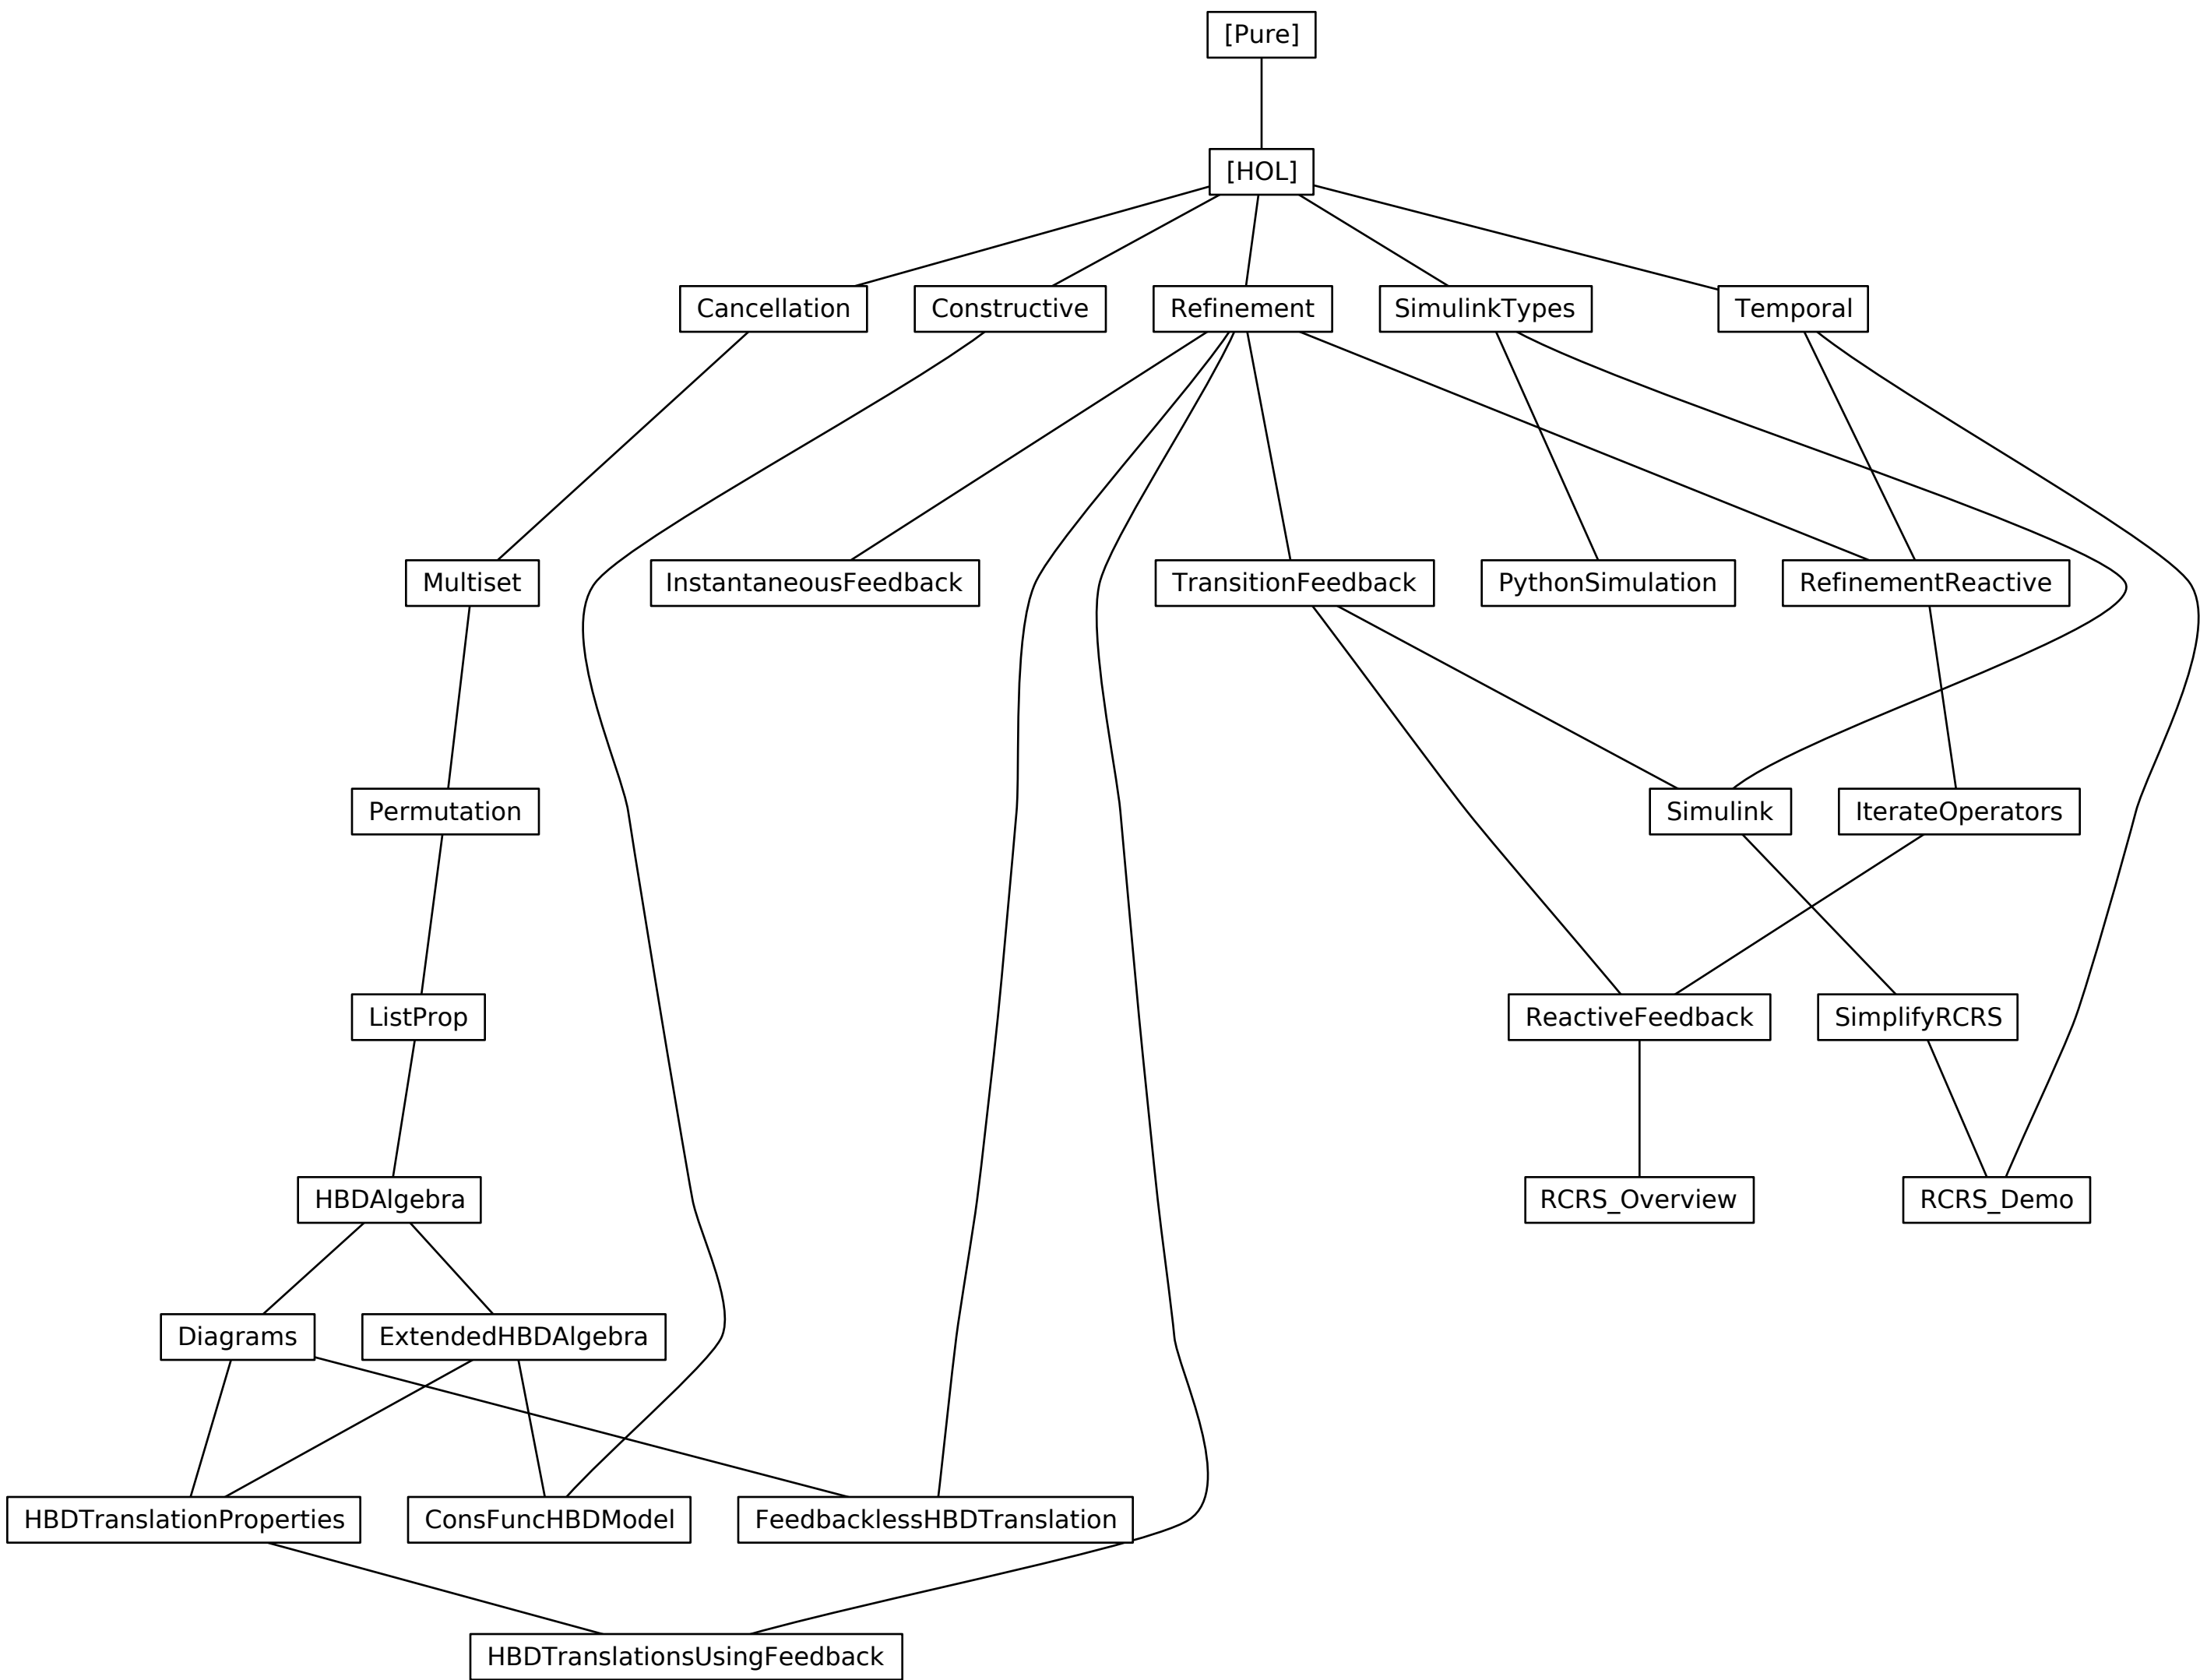 [Pure]
[HOL]
Cancellation
Constructive
Refinement
SimulinkTypes
Temporal
Multiset
InstantaneousFeedback
TransitionFeedback
PythonSimulation
RefinementReactive
Permutation
Simulink
IterateOperators
ListProp
ReactiveFeedback
SimplifyRCRS
HBDAlgebra
RCRS_Overview
RCRS_Demo
Diagrams
ExtendedHBDAlgebra
HBDTranslationProperties
ConsFuncHBDModel
FeedbacklessHBDTranslation
HBDTranslationsUsingFeedback